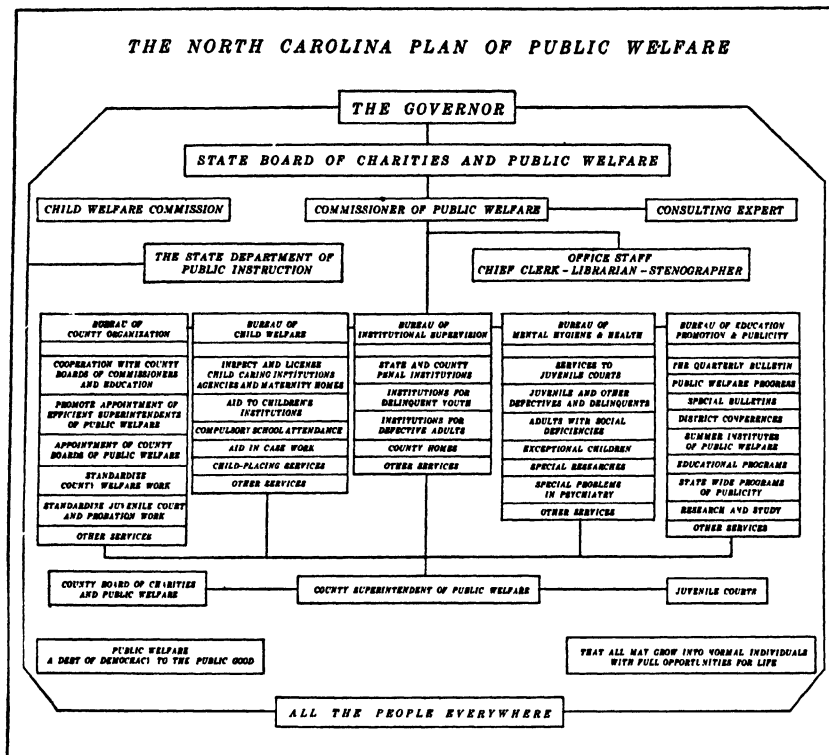 THE NORTH CAROLINA PLAN OF PUBLIC WELFARE
THE GOVERNOR
STATE BOARD OF CHARITIES AND PUBLIC WELFARE
CHILD WELFARE COMMISSION
COMMISSIONER OF PUBLIC WELFARE
CONSULTING EXPERT
THE STATE DEPARTMENT OF
PUBLIC INSTRUCTION
OFFICE STAFF
CHIEF CLERK - LIBRARIAN - STENOGRAPHER
BUREAU OF
COUNTY ORGANIZATION
COOPERATION WITH COUNTY
BOARDS OF COMMISSIONERS
AND EDUCATION
PROMOTE APPOINTMENT OF
EFFICIENT SUPERINTENDENTS
OF PUBLIC WELFARE
APPOINTMENT OF COUNTY
BOARDS OF PUBLIC WELFARE
STANDARDIZE
COUNTY WELFARE WORK
STANDARDIZE JUVENILE COURT
AND PROBATION WORK
OTHER SERVICES
BUREAU OF
CHILD WELFARE
INSPECT AND LICENSE
CHILD CARING INSTITUTIONS
AGENCIES AND MATERNITY HOMES
AID TO CHILDREN'S
INSTITUTIONS
COMPULSORY SCHOOL ATTENDANCE
AID IN CASE WORK
CHILD-PLACING SERVICES
OTHER SERVICES
BUREAU OF
INSTITUTIONAL SUPERVISION
STATE AND COUNTY
PENAL INSTITUTIONS
INSTITUTIONS FOR
DELINQUENT YOUTH
INSTITUTIONS FOR
DEFECTIVE ADULTS
COUNTY HOMES
OTHER SERVICES
BUREAU OF
MENTAL HYGIENE & HEALTH
SERVICES TO
JUVENILE COURTS
JUVENILE AND OTHER
DEFECTIVES AND DELINQUENTS
ADULTS WITH SOCIAL
DEFICIENCIES
EXCEPTIONAL CHILDREN
SPECIAL RESEARCHES
SPECIAL PROBLEMS
IN PSYCHIATRY
OTHER SERVICES
BUREAU OF EDUCATION
PROMOTION & PUBLICITY
THE QUARTERLY BULLETIN
PUBLIC WELFARE PROGRESS
SPECIAL BULLETINS
DISTRICT CONFERENCES
SUMMER INSTITUTES
OF PUBLIC WELFARE
EDUCATIONAL PROGRAMS
STATE WIDE PROGRAMS
OF PUBLICITY
RESEARCH AND STUDY
OTHER SERVICES
COUNTY BOARD OF CHARITIES
AND PUBLIC WELFARE
COUNTY SUPERINTENDENT OF PUBLIC WELFARE
JUVENILE COURTS
PUBLIC WELFARE
A DEBT OF DEMOCRACY TO THE PUBLIC GOOD
THAT ALL MAY GROW INTO NORMAL INDIVIDUALS
WITH FULL OPPORTUNITIES FOR LIFE
ALL THE PEOPLE EVERYWHERE